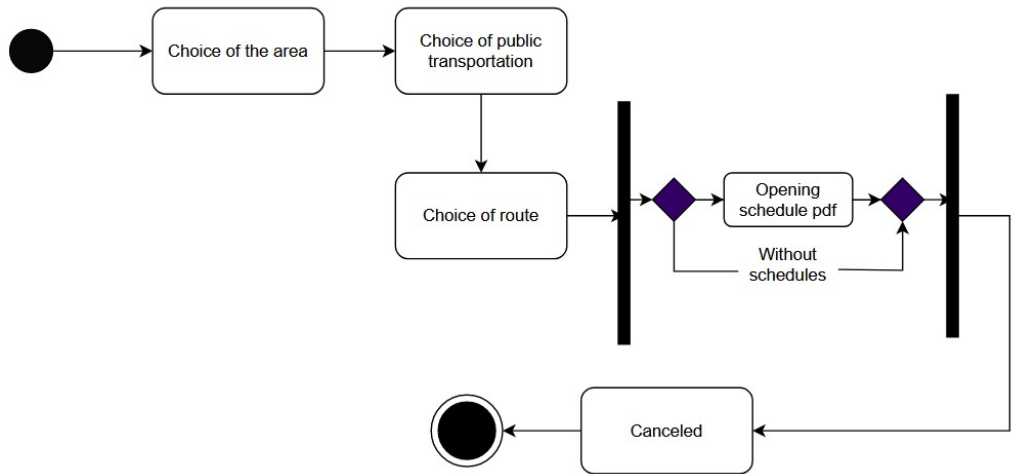 Choice of the area
Choice of public
transportation
Choice of route
Opening
schedule pdf
Without
schedules
Canceled